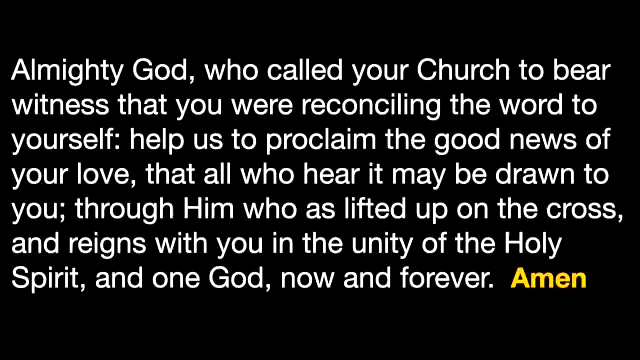 Almighty God, who called your Church to bear
witness that you were reconciling the word to
yourself: help us to proclaim the good news of
your love, that all who hear it may be drawn to
you; through Him who as lifted up on the cross,
and reigns with you in the unity of the Holy
Spirit, and one God, now and forever. Amen